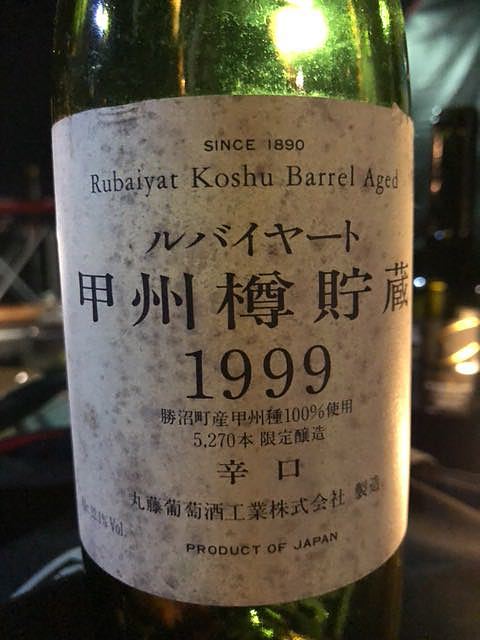 SINCE 1890
Rubaiyat Koshu Barrel Aged
ルバイヤート
甲州樽貯蔵
1999
勝沼町産甲州種100%使用
5,270本 限定醸造
辛口
丸藤葡萄酒工業株式会社 製造
Vol.
PRODUCT OF JAPAN